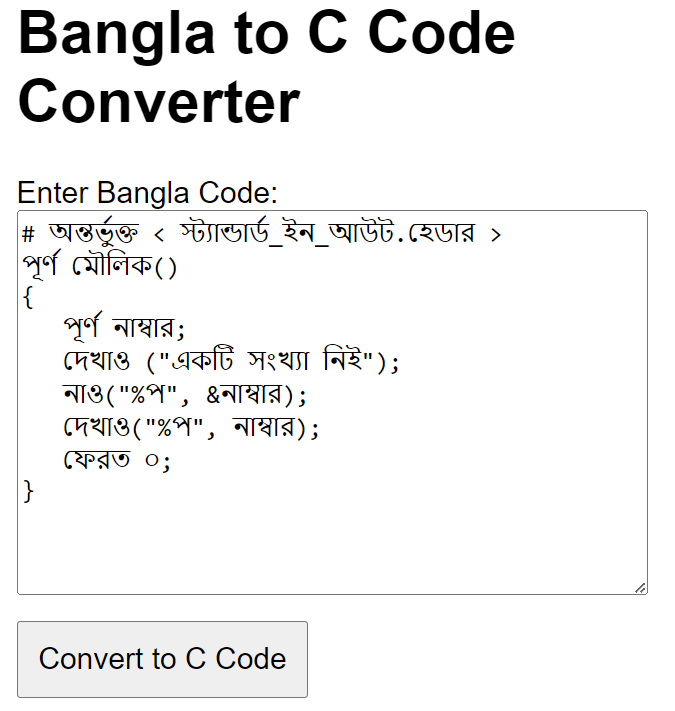 Bangla to C Code
Converter
Enter Bangla Code:
# অন্তর্ভুক্ত < স্ট্যান্ডার্ড_ইন_আউট.হেডার >
পূর্ণ মৌলিক()
{
পূর্ণ নাম্বার;
দেখাও ("একটি সংখ্যা নিই");
নাও("%প", &নাম্বার);
দেখাও("%প", নাম্বার);
ফেরত ০;
}
Convert to C Code